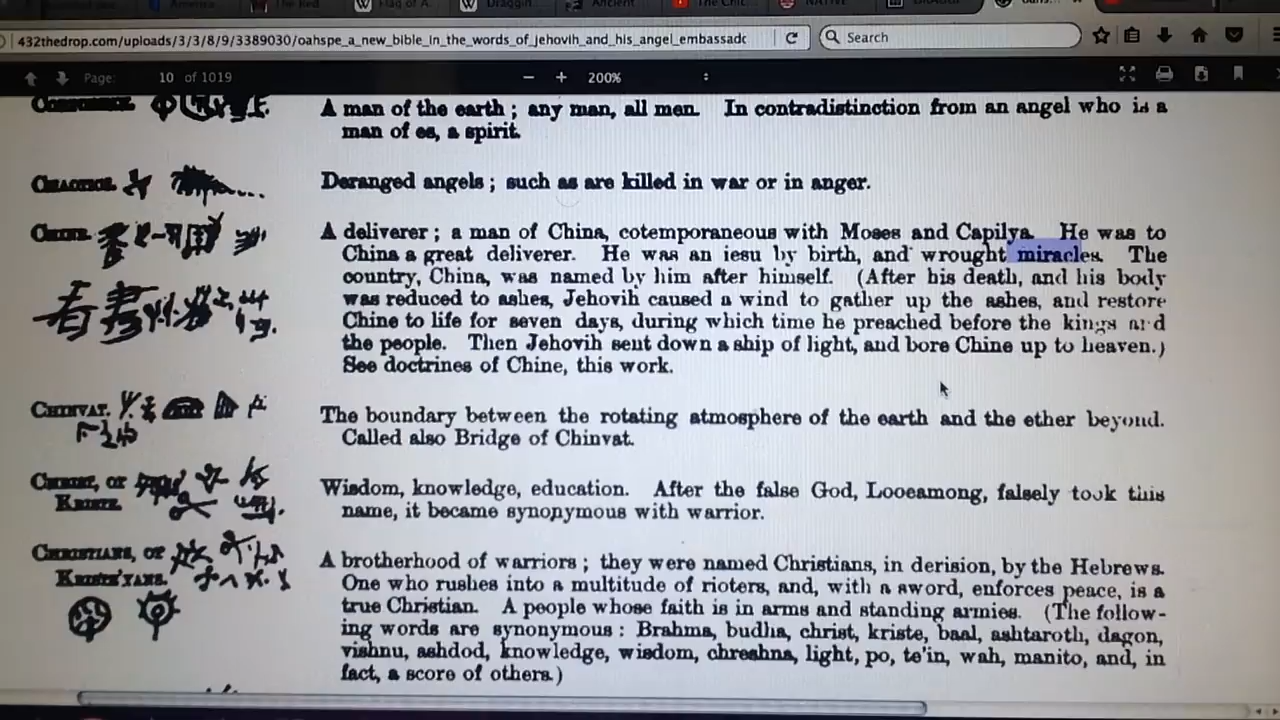 432thedrop.com/uploads/3/3/8/9/3389030/oahspe_a_new_bible_in_the_words_of_jehovih_and_his_angel_embassadc
Search
Page: 10 of 1019
200%
A man of the earth; any man, all men. In contradistinction from an angel who is a
man of es, a spirit.
Deranged angels; such as are killed in war or in anger.
CHINE.
A deliverer; a man of China, cotemporaneous with Moses and Capilya. He was to
China a great deliverer. He was an iesu by birth, and wrought miracles. The
country, China, was named by him after himself. (After his death, and his body
was reduced to ashes, Jehovih caused a wind to gather up the ashes, and restore
Chine to life for seven days, during which time he preached before the kings and
the people. Then Jehovih sent down a ship of light, and bore Chine up to heaven.)
See doctrines of Chine, this work.
CHINVAT.
The boundary between the rotating atmosphere of the earth and the ether beyond.
Called also Bridge of Chinvat.
CHRIST, OR
KRISTE.
Wisdom, knowledge, education. After the false God, Looeamong, falsely took this
name, it became synonymous with warrior.
CHRISTIANS, OR
KRISTE'YANS.
A brotherhood of warriors; they were named Christians, in derision, by the Hebrews.
One who rushes into a multitude of rioters, and, with a sword, enforces peace, is a
true Christian. A people whose faith is in arms and standing armies. (The follow-
ing words are synonymous: Brahma, budha, christ, kriste, baal, ashtaroth, dagon,
vishnu, ashdod, knowledge, wisdom, chreshna, light, po, te'in, wah, manito, and, in
fact, a score of others.)